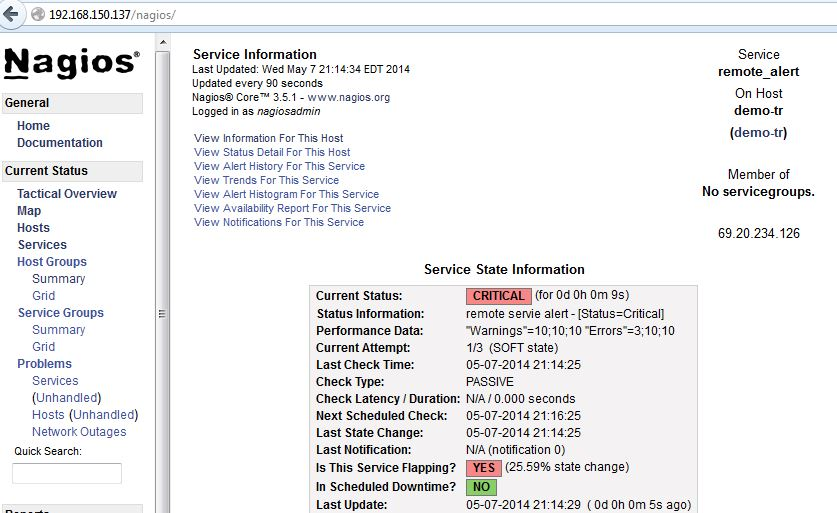 192.168.150.137/nagios/
Nagios®
General
Home
Documentation
Current Status
Tactical Overview
Map
Hosts
Services
Host Groups
Summary
Grid
Service Groups
Summary
Grid
Problems
Services
(Unhandled)
Hosts (Unhandled)
Network Outages
Quick Search:
Service Information
Last Updated: Wed May 7 21:14:34 EDT 2014
Updated every 90 seconds
Nagios® Core™ 3.5.1 - www.nagios.org
Logged in as nagiosadmin
View Information For This Host
View Status Detail For This Host
View Alert History For This Service
View Trends For This Service
View Alert Histogram For This Service
View Availability Report For This Service
View Notifications For This Service
Service
remote_alert
On Host
demo-tr
(demo-tr)
Member of
No servicegroups.
69.20.234.126
Service State Information
Current Status: CRITICAL (for 0d 0h 0m 9s)
Status Information: remote servie alert - [Status=Critical]
Performance Data: "Warnings"=10;10;10 "Errors"=3;10;10
Current Attempt: 1/3 (SOFT state)
Last Check Time: 05-07-2014 21:14:25
Check Type: PASSIVE
Check Latency / Duration: N/A / 0.000 seconds
Next Scheduled Check: 05-07-2014 21:16:25
Last State Change: 05-07-2014 21:14:25
Last Notification: N/A (notification 0)
Is This Service Flapping? YES (25.59% state change)
In Scheduled Downtime? NO
Last Update: 05-07-2014 21:14:29 ( 0d 0h 0m 5s ago)